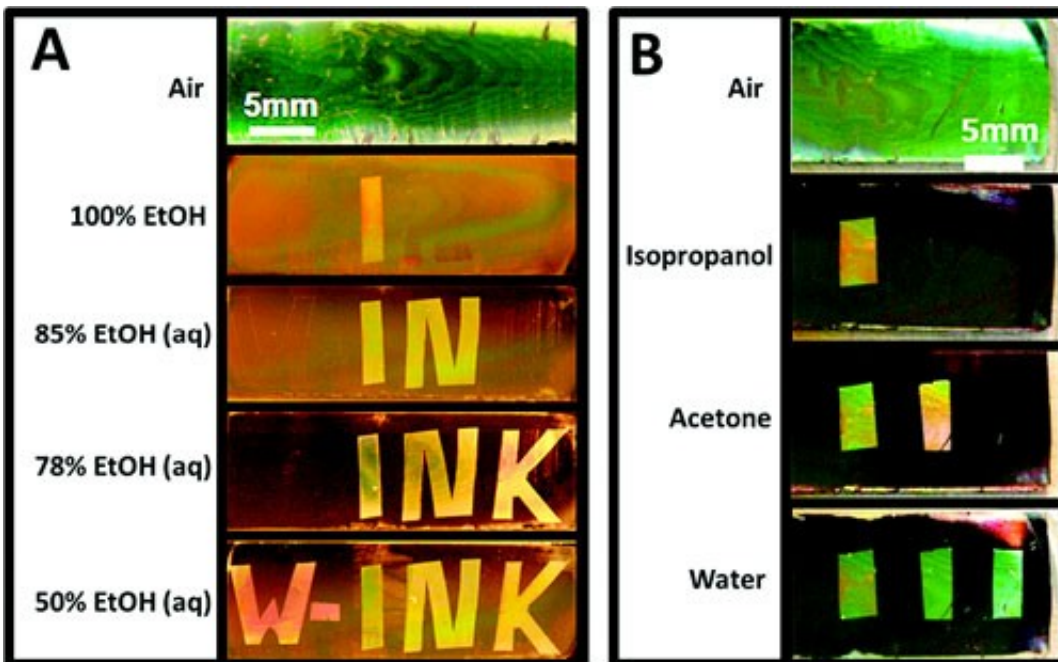 A
Air
5mm
100% EtOH
I
85% EtOH (aq)
IN
78% EtOH (aq)
INK
50% EtOH (aq)
W-INK
B
Air
5mm
Isopropanol
Acetone
Water